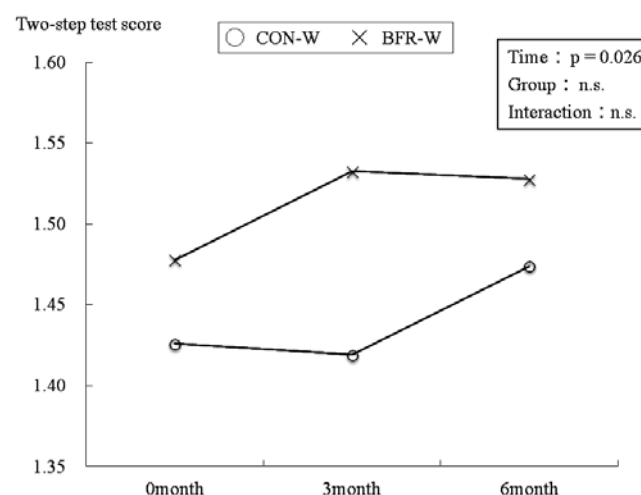 Two-step test score
CON-W BFR-W
Time : p = 0.026
Group : n.s.
Interaction : n.s.
1.60
1.55
1.50
1.45
1.40
1.35
0month 3month 6month